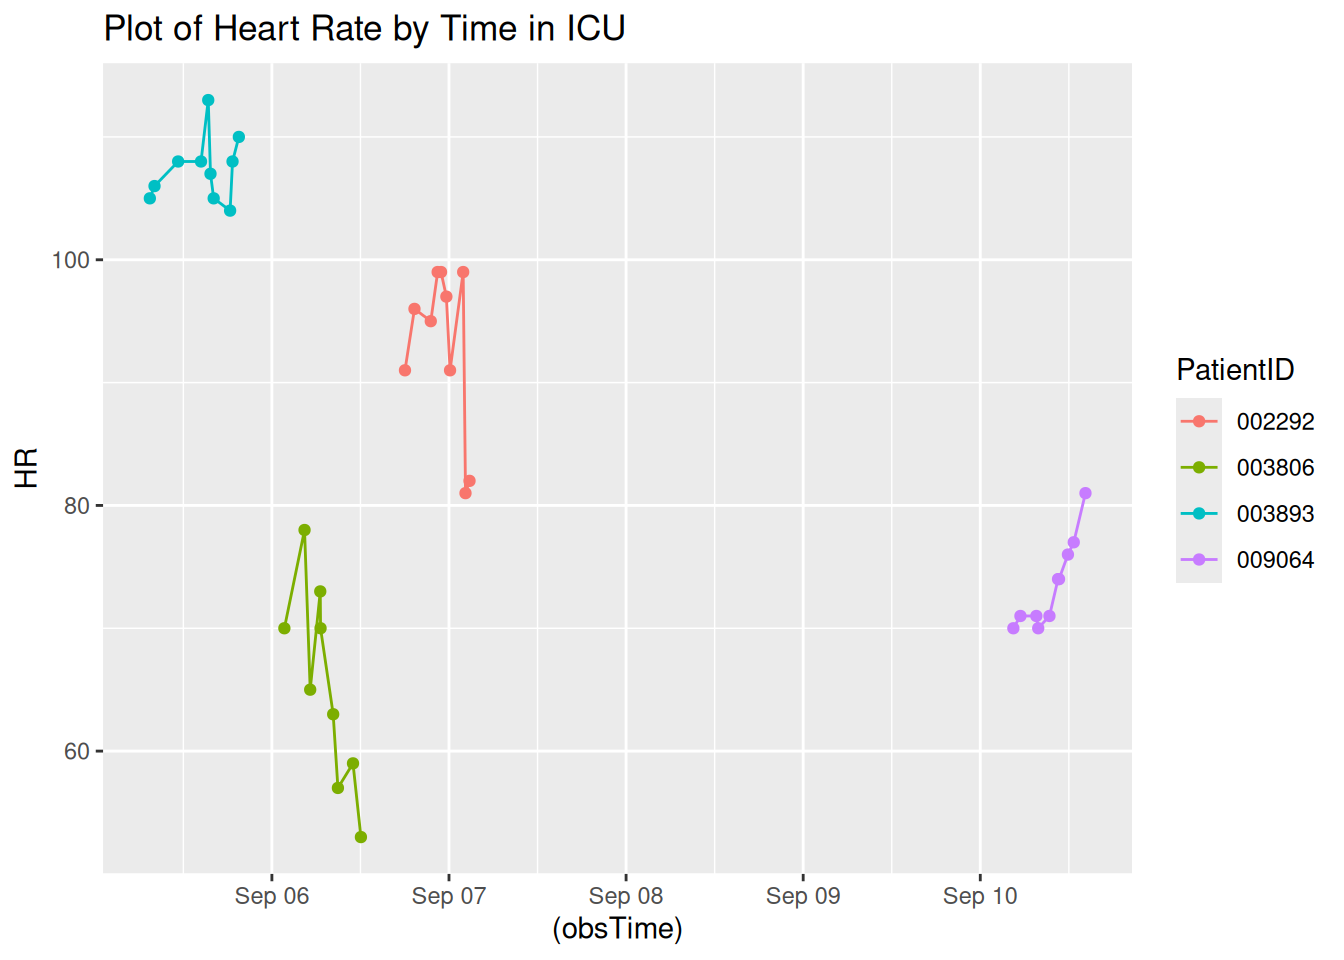 Plot of Heart Rate by Time in ICU
100
80
60
HR
Sep 06
Sep 07
Sep 08
Sep 09
Sep 10
(obsTime)
PatientID
002292
003806
003893
009064